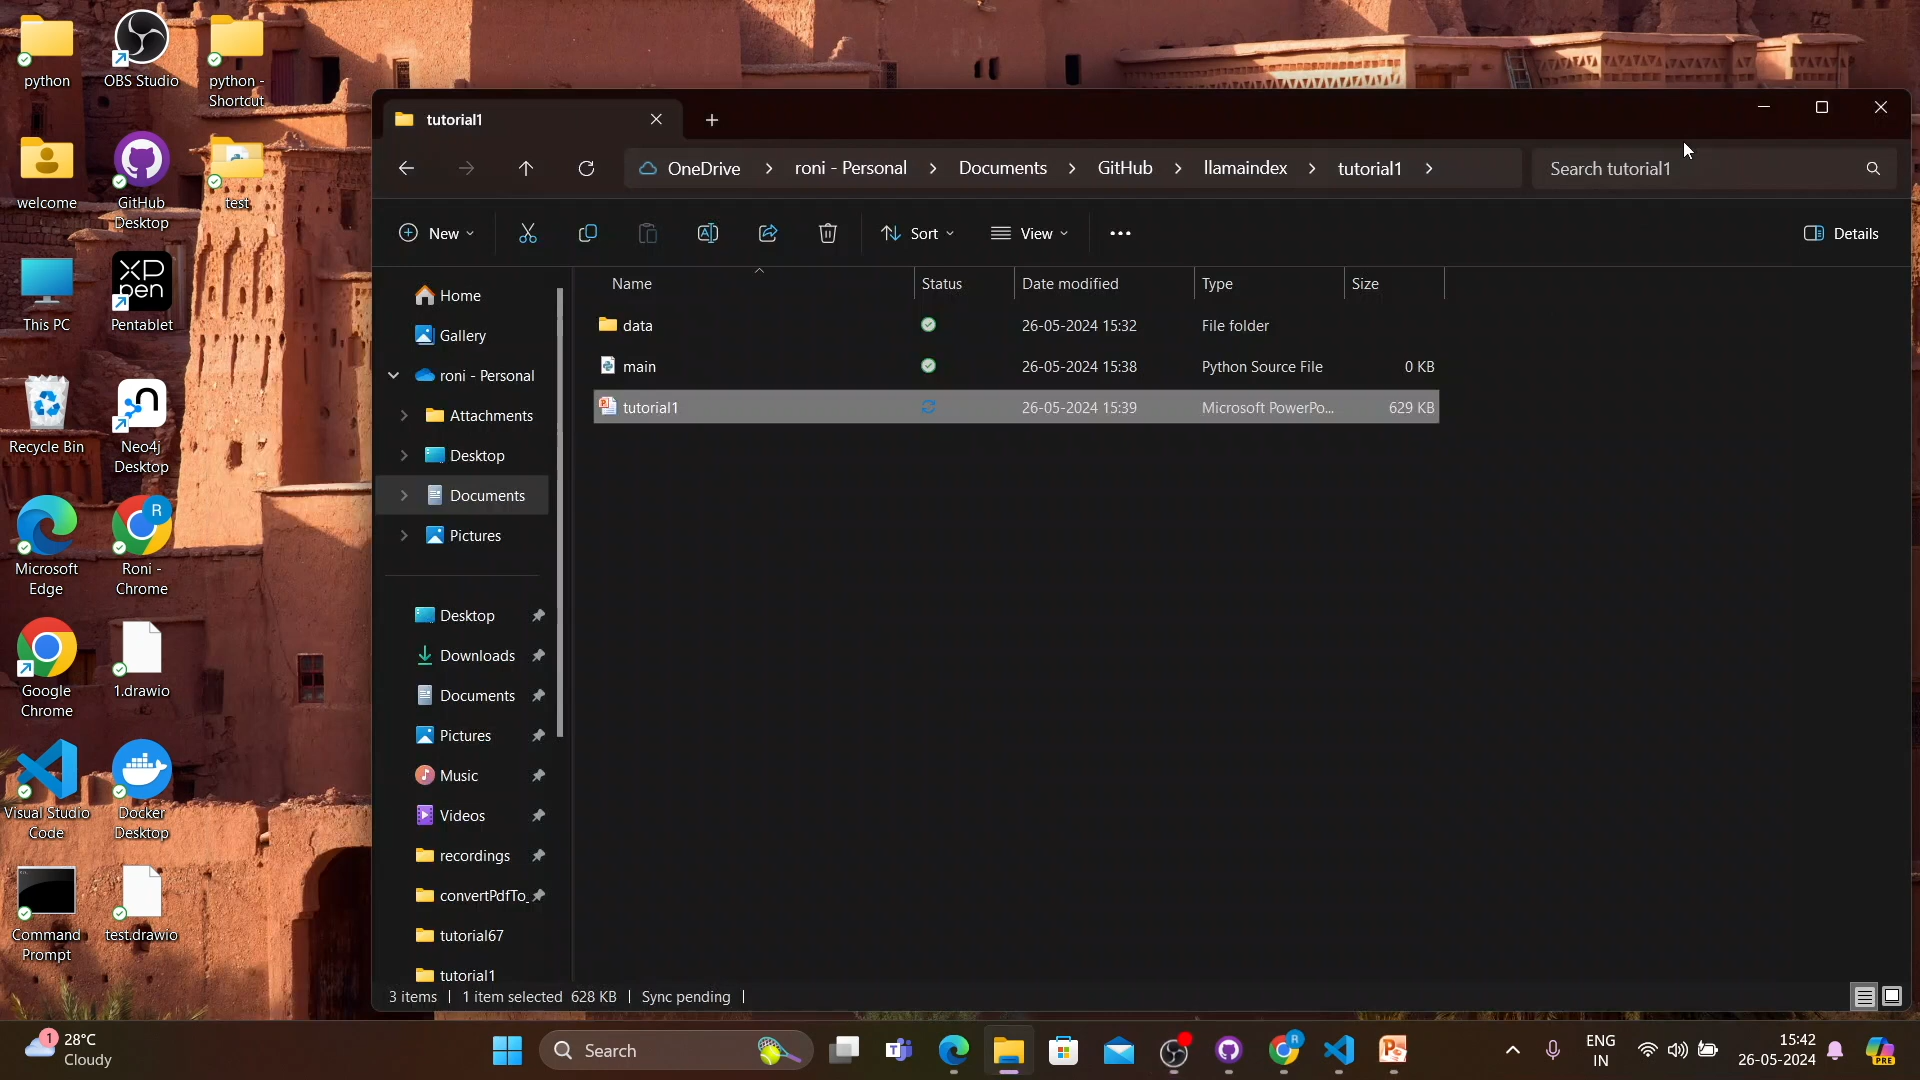 python
OBS Studio
python -
Shortcut
welcome
GitHub
Desktop
test
This PC
XP
pen
Pentablet
Recycle Bin
Neo4j
Desktop
Microsoft
Edge
R
Roni -
Chrome
Google
Chrome
1.drawio
Visual Studio
Code
Docker
Desktop
Command
Prompt
test.drawio
tutorial1
OneDrive
roni - Personal
Documents
GitHub
llamaindex
tutorial1
Search tutorial1
New
Sort
View
Details
Home
Gallery
roni - Personal
Attachments
Desktop
Documents
Pictures
Desktop
Downloads
Documents
Pictures
Music
Videos
recordings
convertPdfTo_
tutorial67
tutorial1
Name Status Date modified Type Size
data 26-05-2024 15:32 File folder
main 26-05-2024 15:38 Python Source File 0 KB
tutorial1 26-05-2024 15:39 Microsoft PowerPo... 629 KB
3 items 1 item selected 628 KB Sync pending
1
28°C
Cloudy
Search
R
ENG
IN
15:42
26-05-2024
PRE